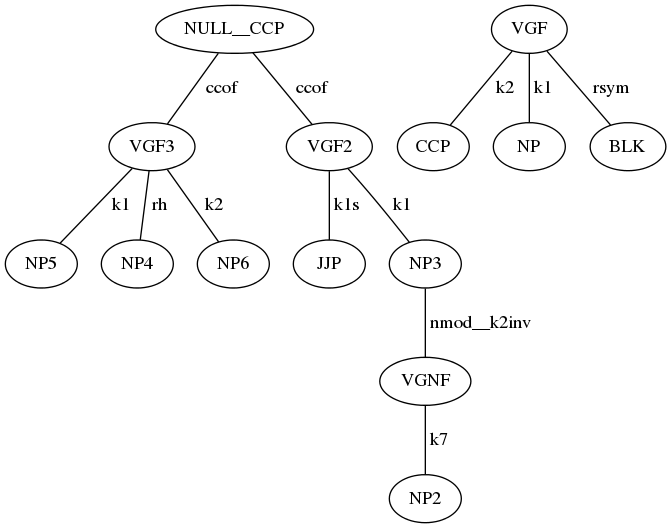 NULL__CCP VGF
ccof ccof k2 k1 rsym
VGF3 VGF2 CCP NP BLK
k1 rh k2 k1s k1
NP5 NP4 NP6 JJP NP3
nmod__k2inv
VGNF
k7
NP2